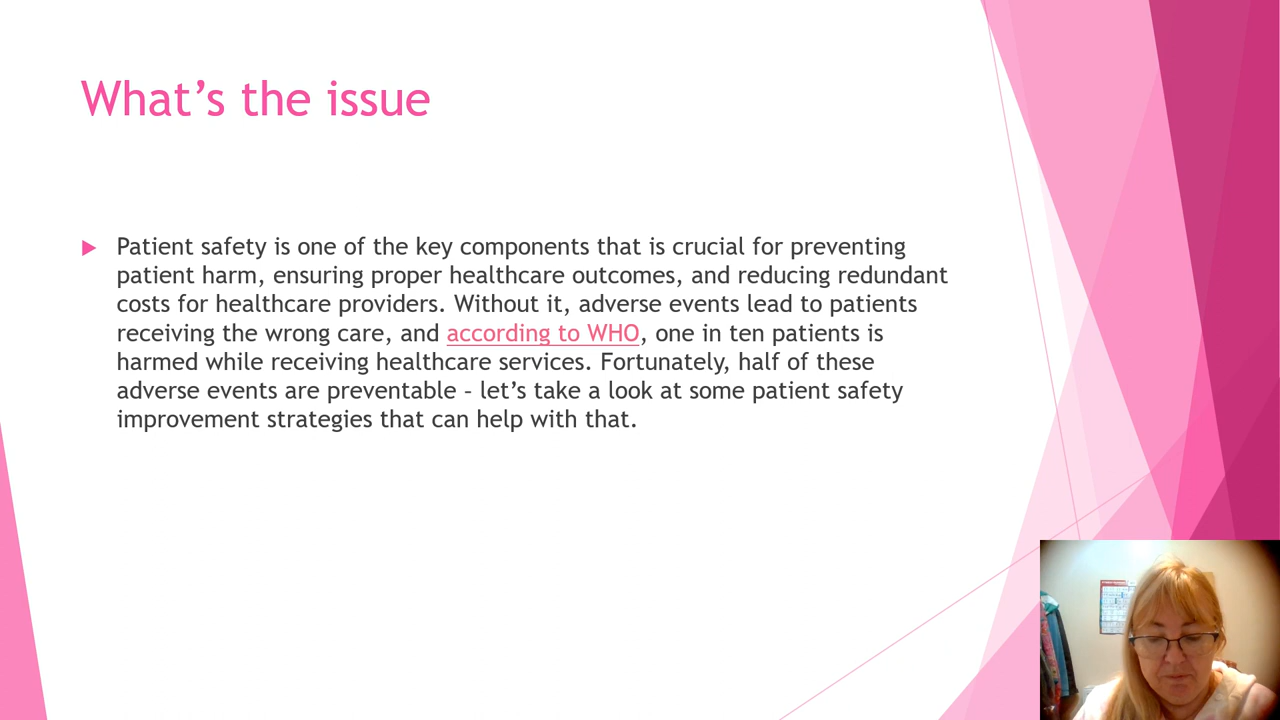 What’s the issue
Patient safety is one of the key components that is crucial for preventing
patient harm, ensuring proper healthcare outcomes, and reducing redundant
costs for healthcare providers. Without it, adverse events lead to patients
receiving the wrong care, and according to WHO, one in ten patients is
harmed while receiving healthcare services. Fortunately, half of these
adverse events are preventable – let’s take a look at some patient safety
improvement strategies that can help with that.